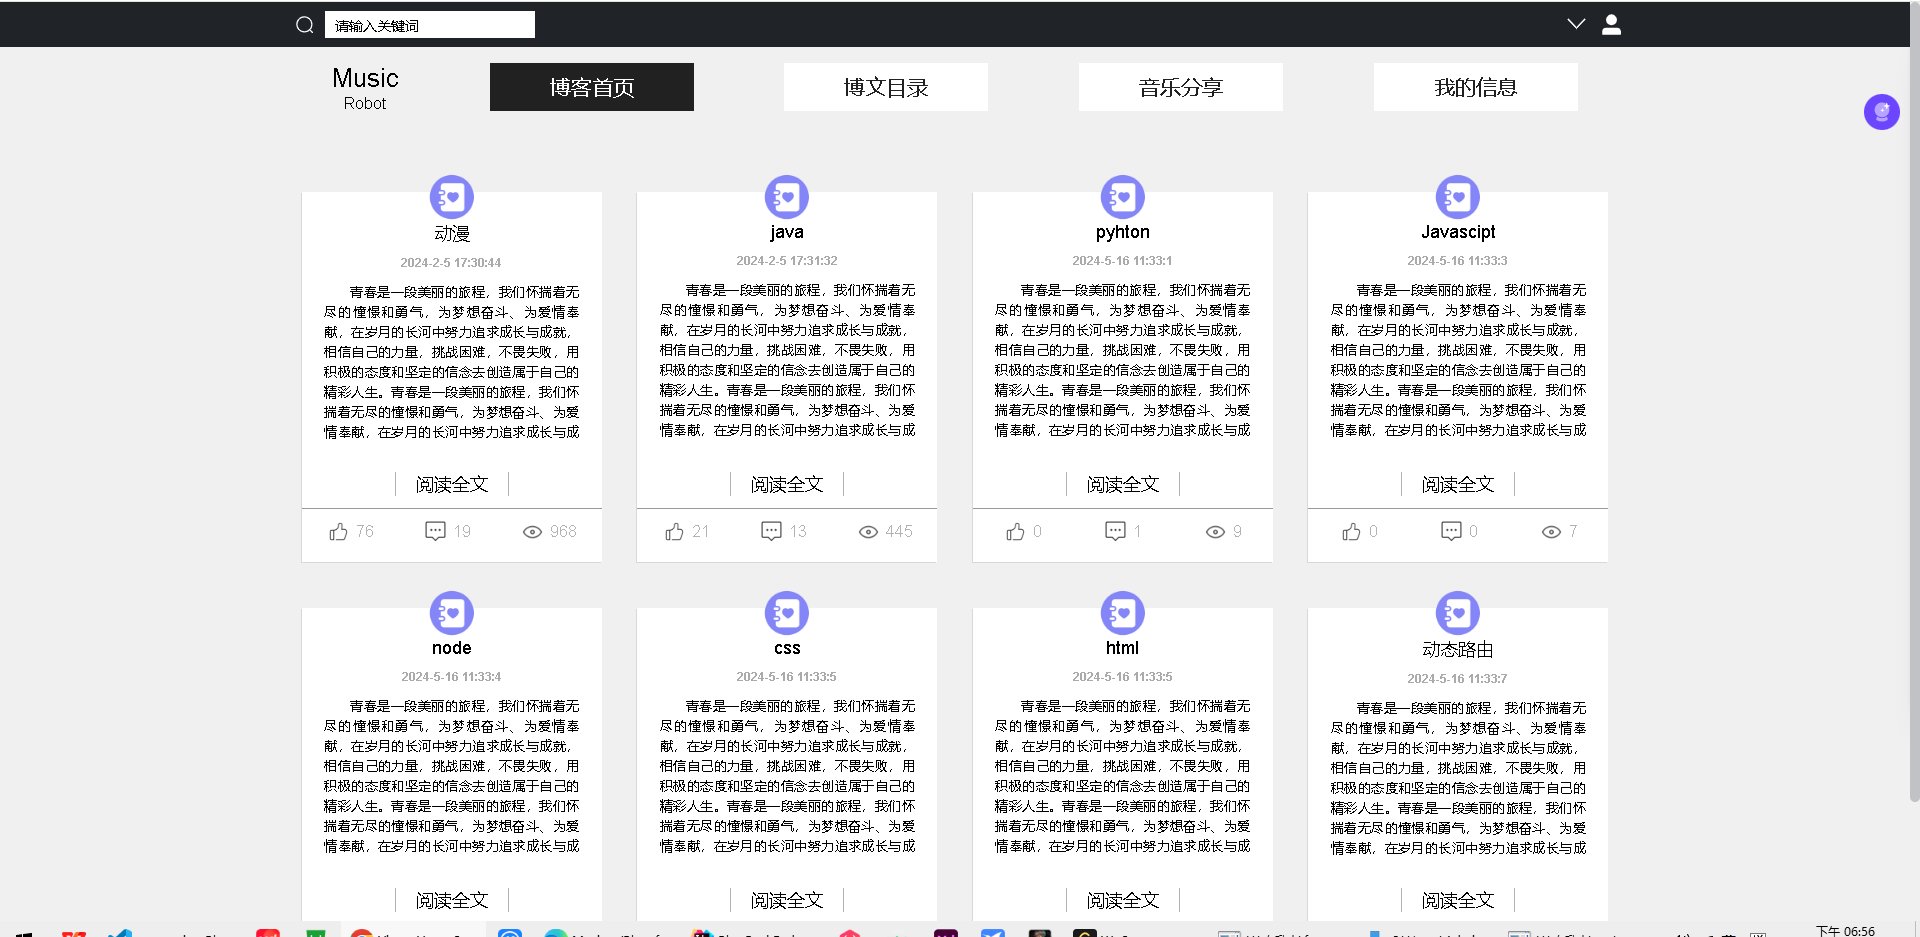 请输入关键词
Music
Robot
博客首页
博文目录
音乐分享
我的信息
动漫
2024-2-5 17:30:44
青春是一段美丽的旅程，我们怀揣着无
尽的憧憬和勇气，为梦想奋斗、为爱情奉
献，在岁月的长河中努力追求成长与成就，
相信自己的力量，挑战困难，不畏失败，用
积极的态度和坚定的信念去创造属于自己的
精彩人生。青春是一段美丽的旅程，我们怀
揣着无尽的憧憬和勇气，为梦想奋斗、为爱
情奉献，在岁月的长河中努力追求成长与成
阅读全文
76 19 968
java
2024-2-5 17:31:32
青春是一段美丽的旅程，我们怀揣着无
尽的憧憬和勇气，为梦想奋斗、为爱情奉
献，在岁月的长河中努力追求成长与成就，
相信自己的力量，挑战困难，不畏失败，用
积极的态度和坚定的信念去创造属于自己的
精彩人生。青春是一段美丽的旅程，我们怀
揣着无尽的憧憬和勇气，为梦想奋斗、为爱
情奉献，在岁月的长河中努力追求成长与成
阅读全文
21 13 445
pyhton
2024-5-16 11:33:1
青春是一段美丽的旅程，我们怀揣着无
尽的憧憬和勇气，为梦想奋斗、为爱情奉
献，在岁月的长河中努力追求成长与成就，
相信自己的力量，挑战困难，不畏失败，用
积极的态度和坚定的信念去创造属于自己的
精彩人生。青春是一段美丽的旅程，我们怀
揣着无尽的憧憬和勇气，为梦想奋斗、为爱
情奉献，在岁月的长河中努力追求成长与成
阅读全文
0 1 9
Javascipt
2024-5-16 11:33:3
青春是一段美丽的旅程，我们怀揣着无
尽的憧憬和勇气，为梦想奋斗、为爱情奉
献，在岁月的长河中努力追求成长与成就，
相信自己的力量，挑战困难，不畏失败，用
积极的态度和坚定的信念去创造属于自己的
精彩人生。青春是一段美丽的旅程，我们怀
揣着无尽的憧憬和勇气，为梦想奋斗、为爱
情奉献，在岁月的长河中努力追求成长与成
阅读全文
0 0 7
node
2024-5-16 11:33:4
青春是一段美丽的旅程，我们怀揣着无
尽的憧憬和勇气，为梦想奋斗、为爱情奉
献，在岁月的长河中努力追求成长与成就，
相信自己的力量，挑战困难，不畏失败，用
积极的态度和坚定的信念去创造属于自己的
精彩人生。青春是一段美丽的旅程，我们怀
揣着无尽的憧憬和勇气，为梦想奋斗、为爱
情奉献，在岁月的长河中努力追求成长与成
阅读全文
css
2024-5-16 11:33:5
青春是一段美丽的旅程，我们怀揣着无
尽的憧憬和勇气，为梦想奋斗、为爱情奉
献，在岁月的长河中努力追求成长与成就，
相信自己的力量，挑战困难，不畏失败，用
积极的态度和坚定的信念去创造属于自己的
精彩人生。青春是一段美丽的旅程，我们怀
揣着无尽的憧憬和勇气，为梦想奋斗、为爱
情奉献，在岁月的长河中努力追求成长与成
阅读全文
html
2024-5-16 11:33:5
青春是一段美丽的旅程，我们怀揣着无
尽的憧憬和勇气，为梦想奋斗、为爱情奉
献，在岁月的长河中努力追求成长与成就，
相信自己的力量，挑战困难，不畏失败，用
积极的态度和坚定的信念去创造属于自己的
精彩人生。青春是一段美丽的旅程，我们怀
揣着无尽的憧憬和勇气，为梦想奋斗、为爱
情奉献，在岁月的长河中努力追求成长与成
阅读全文
动态路由
2024-5-16 11:33:7
青春是一段美丽的旅程，我们怀揣着无
尽的憧憬和勇气，为梦想奋斗、为爱情奉
献，在岁月的长河中努力追求成长与成就，
相信自己的力量，挑战困难，不畏失败，用
积极的态度和坚定的信念去创造属于自己的
精彩人生。青春是一段美丽的旅程，我们怀
揣着无尽的憧憬和勇气，为梦想奋斗、为爱
情奉献，在岁月的长河中努力追求成长与成
阅读全文
下午 06:56